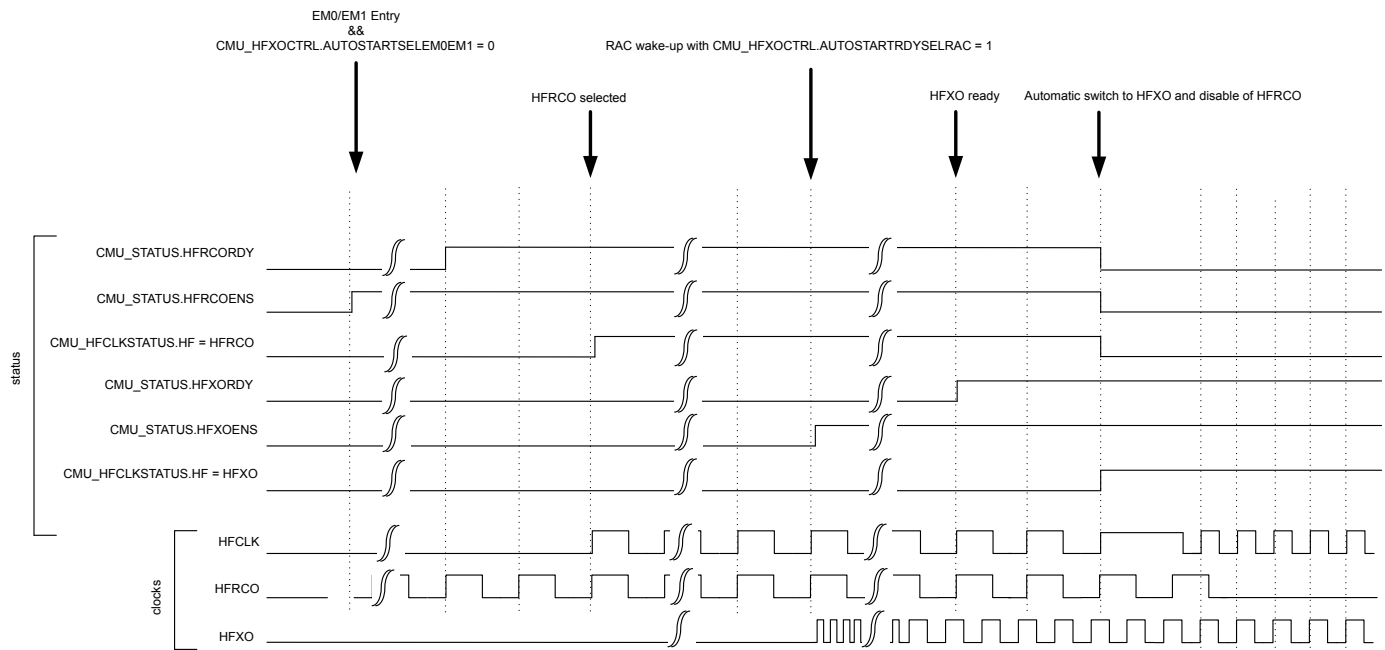 EM0/EM1 Entry
&&
CMU_HFXOCTRL.AUTOSTARTSELEM0EM1 = 0
RAC wake-up with CMU_HFXOCTRL.AUTOSTARTRDYSELRAC = 1
HFRCO selected
HFXO ready
Automatic switch to HFXO and disable of HFRCO
status
CMU_STATUS.HFRCORDY
CMU_STATUS.HFRCOENS
CMU_HFCLKSTATUS.HF = HFRCO
CMU_STATUS.HFXORDY
CMU_STATUS.HFXOENS
CMU_HFCLKSTATUS.HF = HFXO
clocks
HFCLK
HFRCO
HFXO